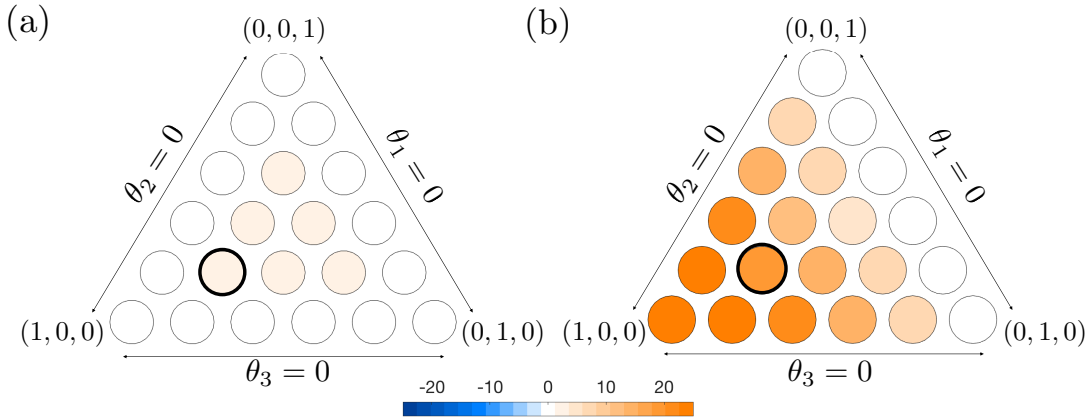 (a)
(0, 0, 1)
θ₂ = 0
θ₁ = 0
(1, 0, 0)
(0, 1, 0)
θ₃ = 0
(b)
(0, 0, 1)
θ₂ = 0
θ₁ = 0
(1, 0, 0)
(0, 1, 0)
θ₃ = 0
-20 -10 0 10 20